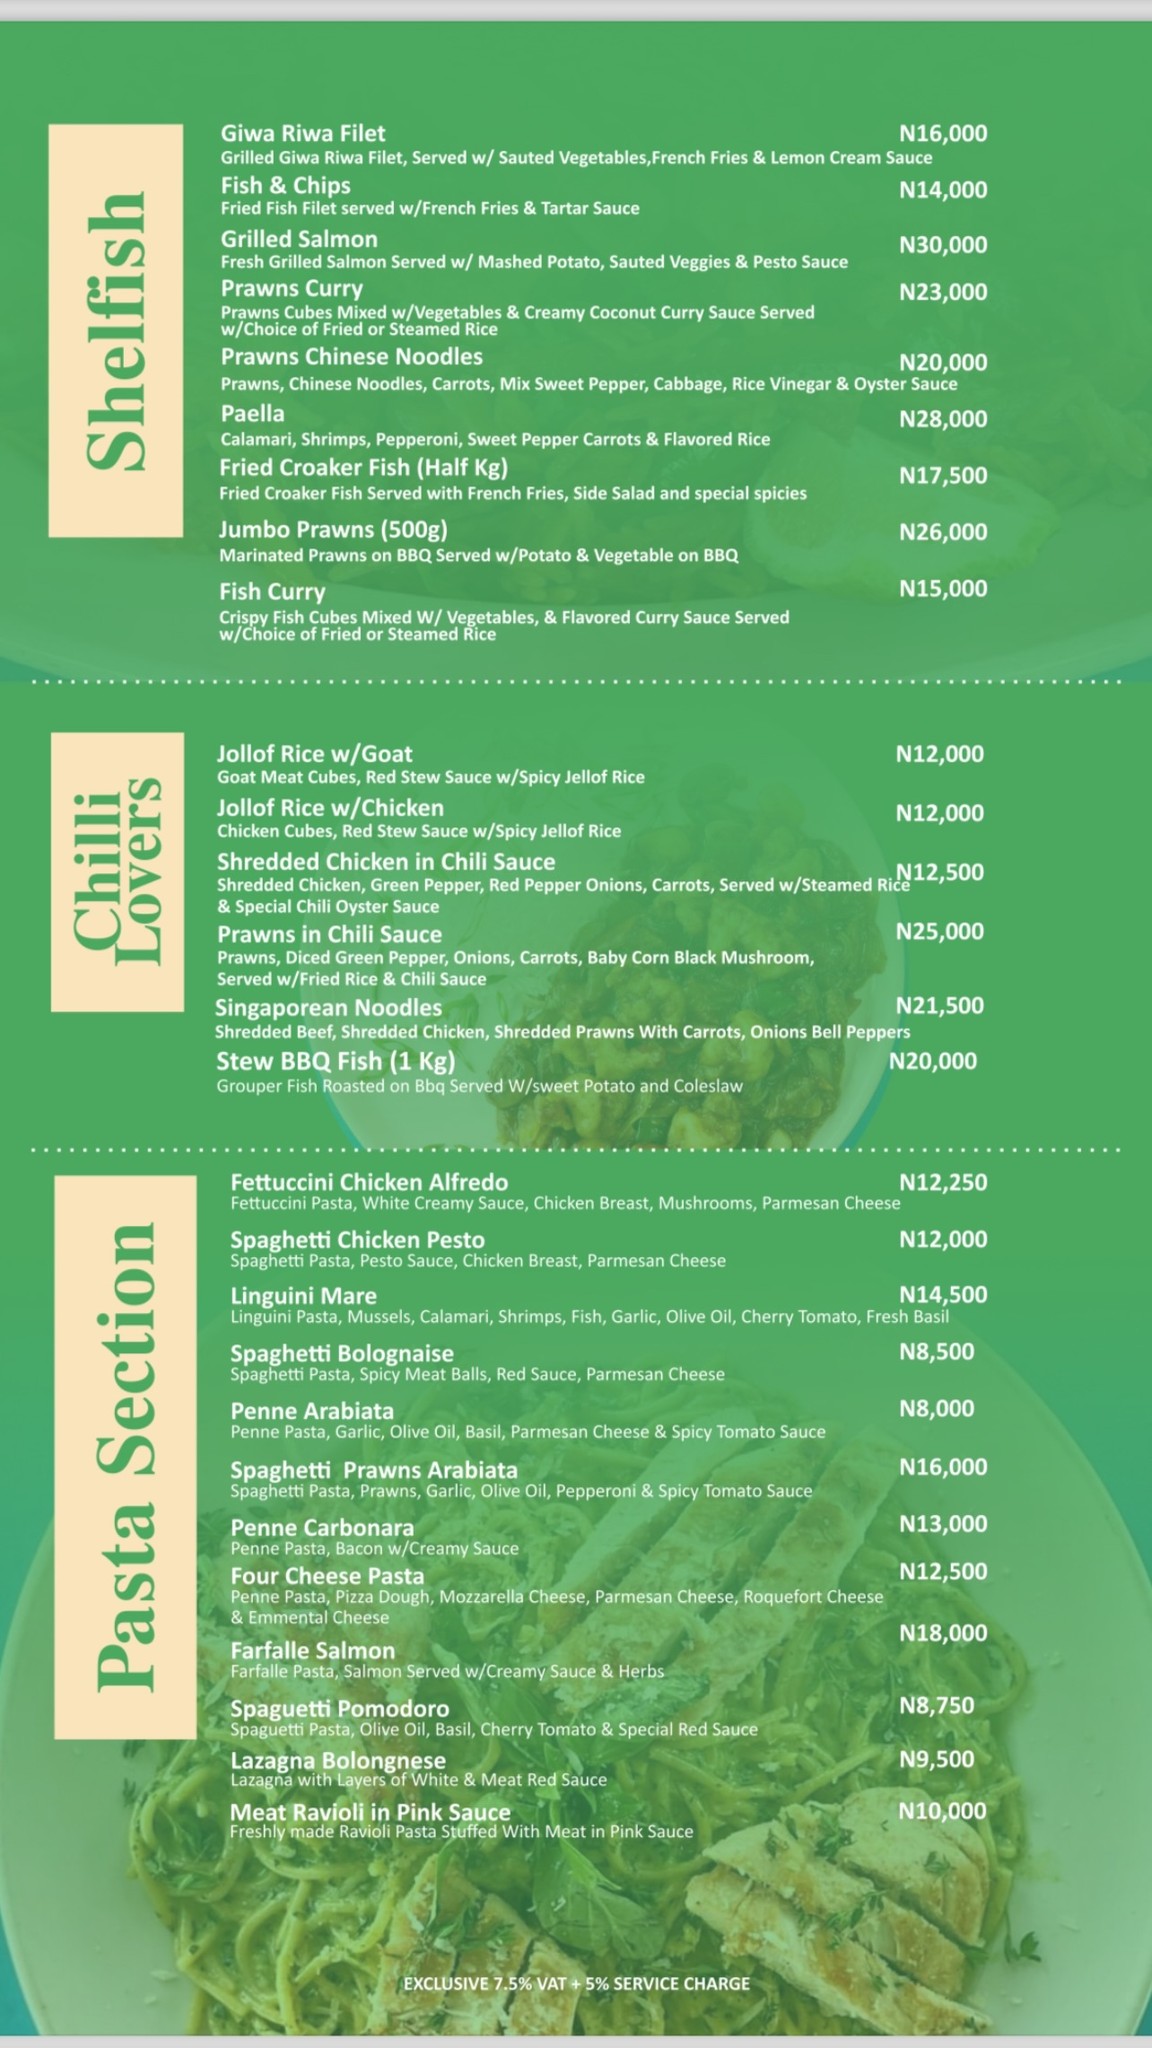 Shelfish
Giwa Riwa Filet N16,000
Grilled Giwa Riwa Filet, Served w/ Sauted Vegetables,French Fries & Lemon Cream Sauce
Fish & Chips N14,000
Fried Fish Filet served w/French Fries & Tartar Sauce
Grilled Salmon N30,000
Fresh Grilled Salmon Served w/ Mashed Potato, Sauted Veggies & Pesto Sauce
Prawns Curry N23,000
Prawns Cubes Mixed w/Vegetables & Creamy Coconut Curry Sauce Served
w/Choice of Fried or Steamed Rice
Prawns Chinese Noodles N20,000
Prawns, Chinese Noodles, Carrots, Mix Sweet Pepper, Cabbage, Rice Vinegar & Oyster Sauce
Paella N28,000
Calamari, Shrimps, Pepperoni, Sweet Pepper Carrots & Flavored Rice
Fried Croaker Fish (Half Kg) N17,500
Fried Croaker Fish Served with French Fries, Side Salad and special spicies
Jumbo Prawns (500g) N26,000
Marinated Prawns on BBQ Served w/Potato & Vegetable on BBQ
Fish Curry N15,000
Crispy Fish Cubes Mixed W/ Vegetables, & Flavored Curry Sauce Served
w/Choice of Fried or Steamed Rice
Chilli
Lovers
Jollof Rice w/Goat N12,000
Goat Meat Cubes, Red Stew Sauce w/Spicy Jellof Rice
Jollof Rice w/Chicken N12,000
Chicken Cubes, Red Stew Sauce w/Spicy Jellof Rice
Shredded Chicken in Chili Sauce N12,500
Shredded Chicken, Green Pepper, Red Pepper Onions, Carrots, Served w/Steamed Rice
& Special Chili Oyster Sauce
Prawns in Chili Sauce N25,000
Prawns, Diced Green Pepper, Onions, Carrots, Baby Corn Black Mushroom,
Served w/Fried Rice & Chili Sauce
Singaporean Noodles N21,500
Shredded Beef, Shredded Chicken, Shredded Prawns With Carrots, Onions Bell Peppers
Stew BBQ Fish (1 Kg) N20,000
Grouper Fish Roasted on Bbq Served W/sweet Potato and Coleslaw
Pasta Section
Fettuccini Chicken Alfredo N12,250
Fettuccini Pasta, White Creamy Sauce, Chicken Breast, Mushrooms, Parmesan Cheese
Spaghetti Chicken Pesto N12,000
Spaghetti Pasta, Pesto Sauce, Chicken Breast, Parmesan Cheese
Linguini Mare N14,500
Linguini Pasta, Mussels, Calamari, Shrimps, Fish, Garlic, Olive Oil, Cherry Tomato, Fresh Basil
Spaghetti Bolognaise N8,500
Spaghetti Pasta, Spicy Meat Balls, Red Sauce, Parmesan Cheese
Penne Arabiata N8,000
Penne Pasta, Garlic, Olive Oil, Basil, Parmesan Cheese & Spicy Tomato Sauce
Spaghetti Prawns Arabiata N16,000
Spaghetti Pasta, Prawns, Garlic, Olive Oil, Pepperoni & Spicy Tomato Sauce
Penne Carbonara N13,000
Penne Pasta, Bacon w/Creamy Sauce
Four Cheese Pasta N12,500
Penne Pasta, Pizza Dough, Mozzarella Cheese, Parmesan Cheese, Roquefort Cheese
& Emmental Cheese
Farfalle Salmon N18,000
Farfalle Pasta, Salmon Served w/Creamy Sauce & Herbs
Spaguetti Pomodoro N8,750
Spaguetti Pasta, Olive Oil, Basil, Cherry Tomato & Special Red Sauce
Lazagna Bolongnese N9,500
Lazagna with Layers of White & Meat Red Sauce
Meat Ravioli in Pink Sauce N10,000
Freshly made Ravioli Pasta Stuffed With Meat in Pink Sauce
EXCLUSIVE 7.5% VAT + 5% SERVICE CHARGE